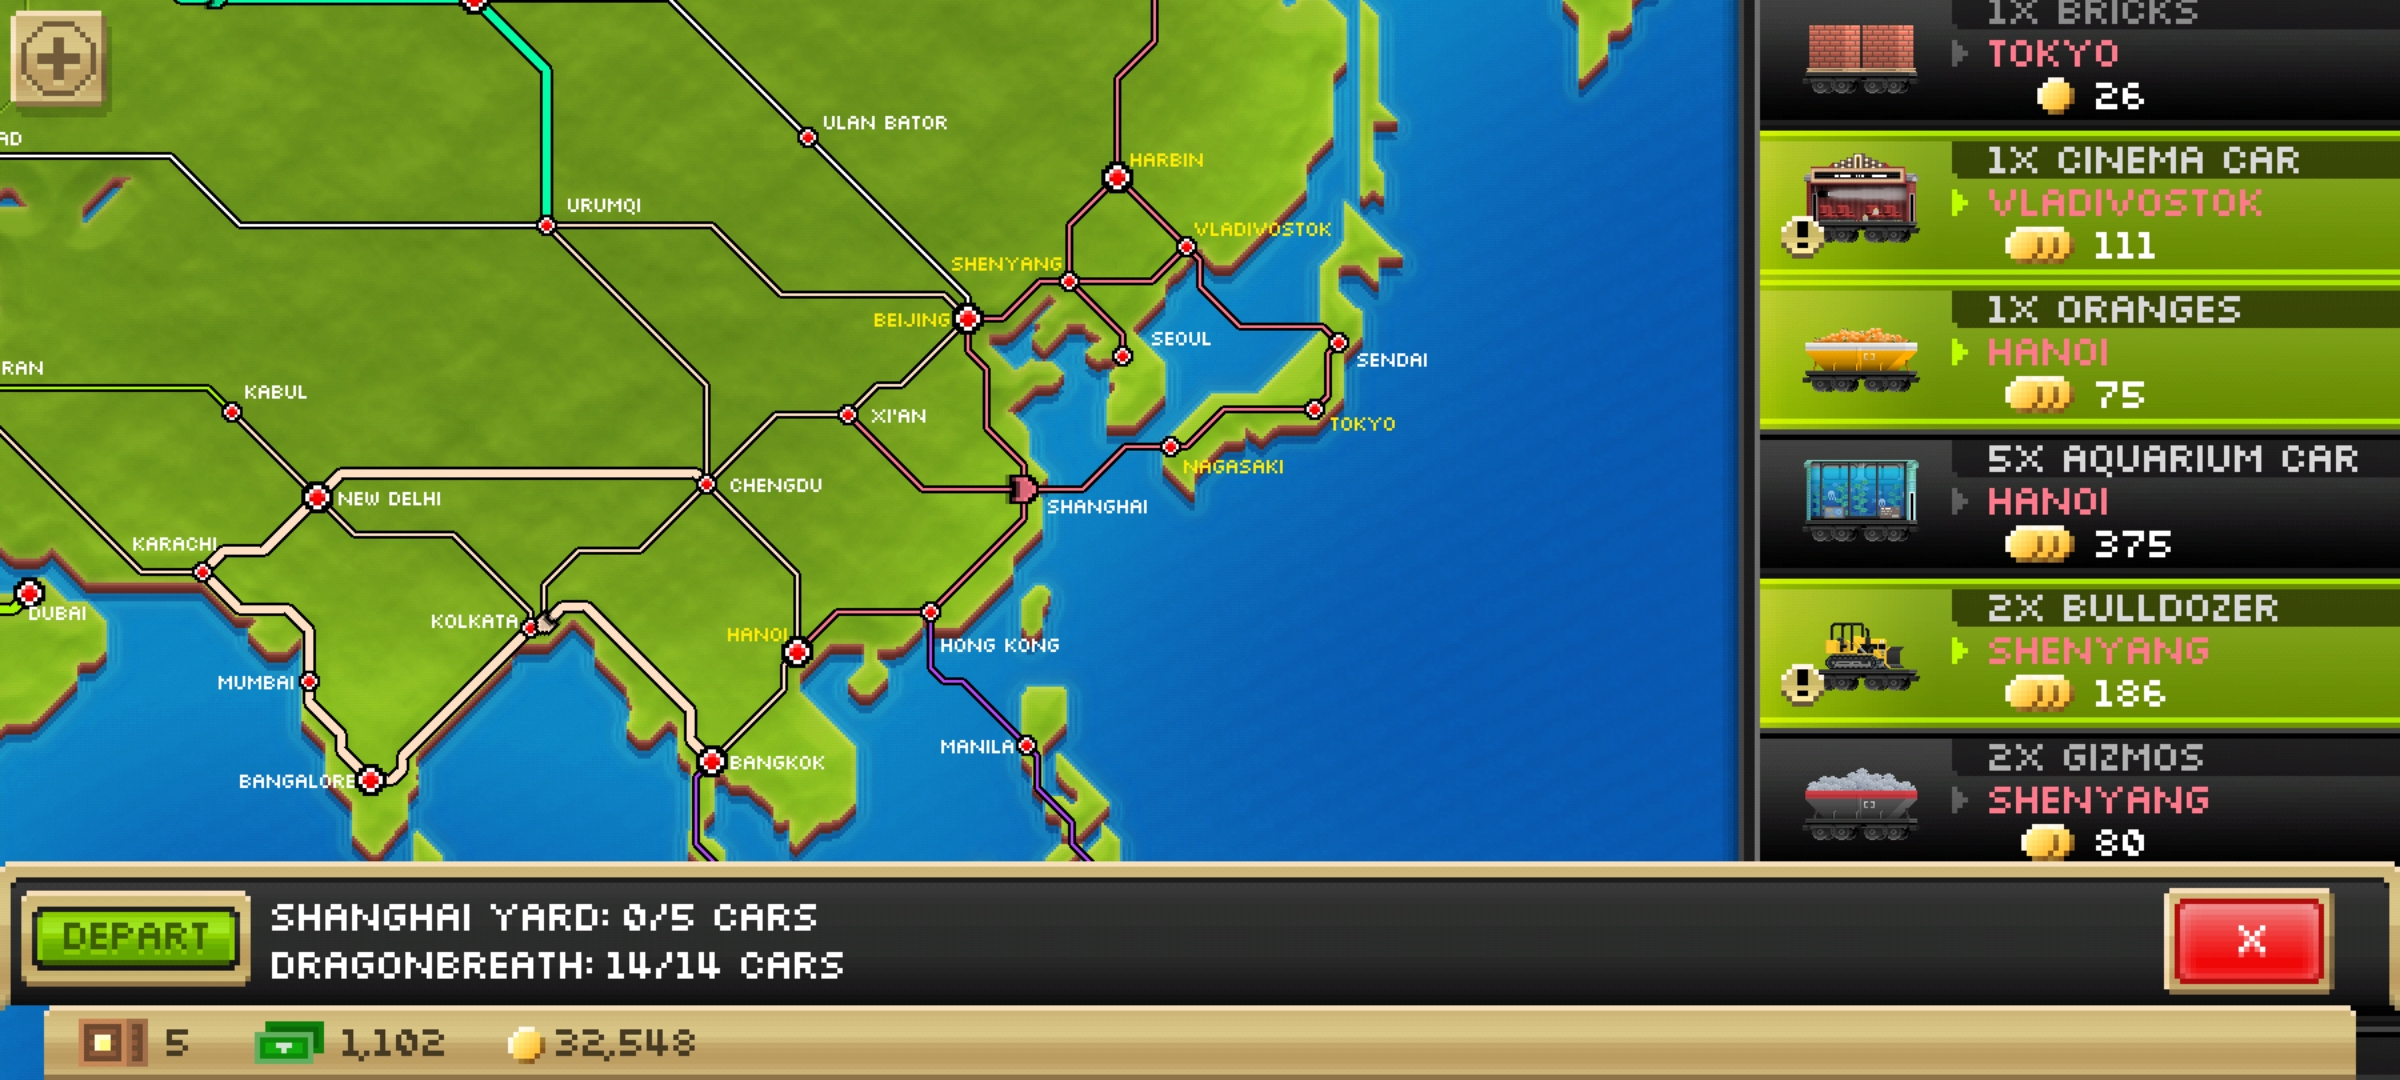 AD
ULAN BATOR
HARBIN
URUMQI
VLADIVOSTOK
SHENYANG
BEIJING
SEOUL
SENDAI
RAN
KABUL
XI'AN
TOKYO
NAGASAKI
NEW DELHI
CHENGDU
SHANGHAI
KARACHI
DUBAI
KOLKATA
HANOI
HONG KONG
MUMBAI
MANILA
BANGALORE
BANGKOK
1X BRICKS
TOKYO
26
1X CINEMA CAR
VLADIVOSTOK
111
1X ORANGES
HANOI
75
5X AQUARIUM CAR
HANOI
375
2X BULLDOZER
SHENYANG
186
2X GIZMOS
SHENYANG
80
DEPART
SHANGHAI YARD: 0/5 CARS
DRAGONBREATH: 14/14 CARS
X
5
1,102
32,548